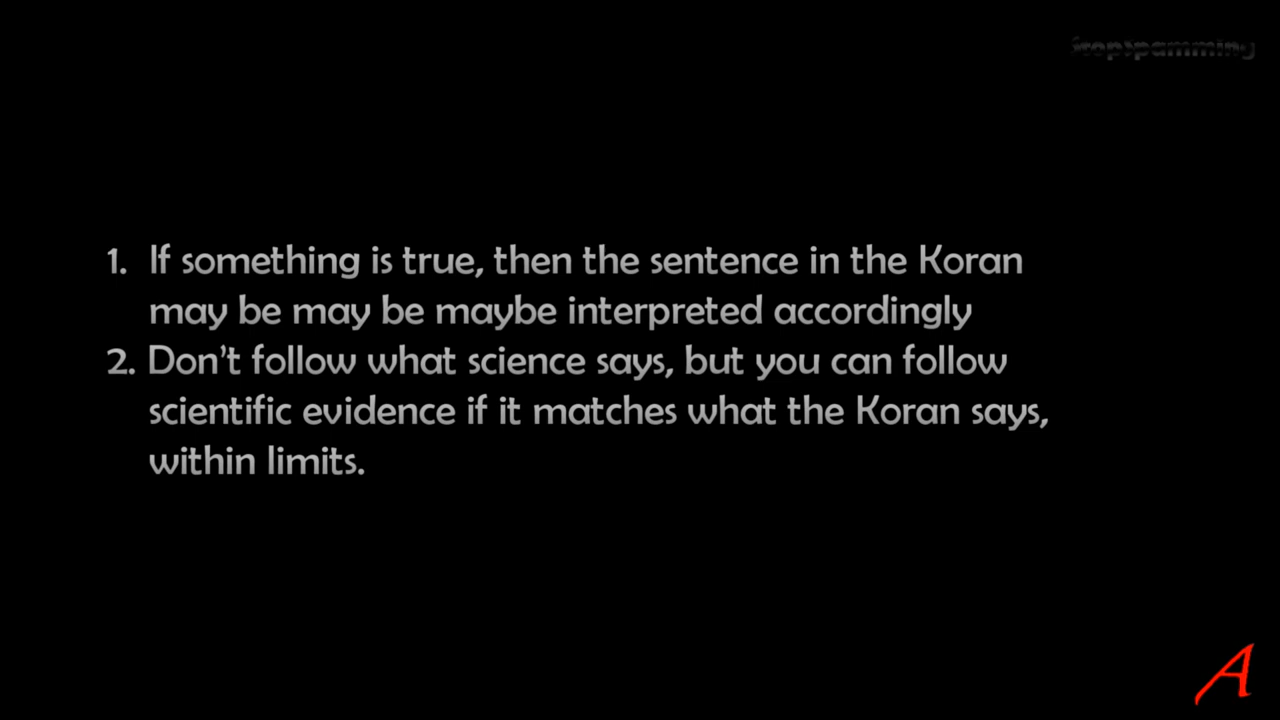 1. If something is true, then the sentence in the Koran
may be may be maybe interpreted accordingly
2. Don't follow what science says, but you can follow
scientific evidence if it matches what the Koran says,
within limits.
A